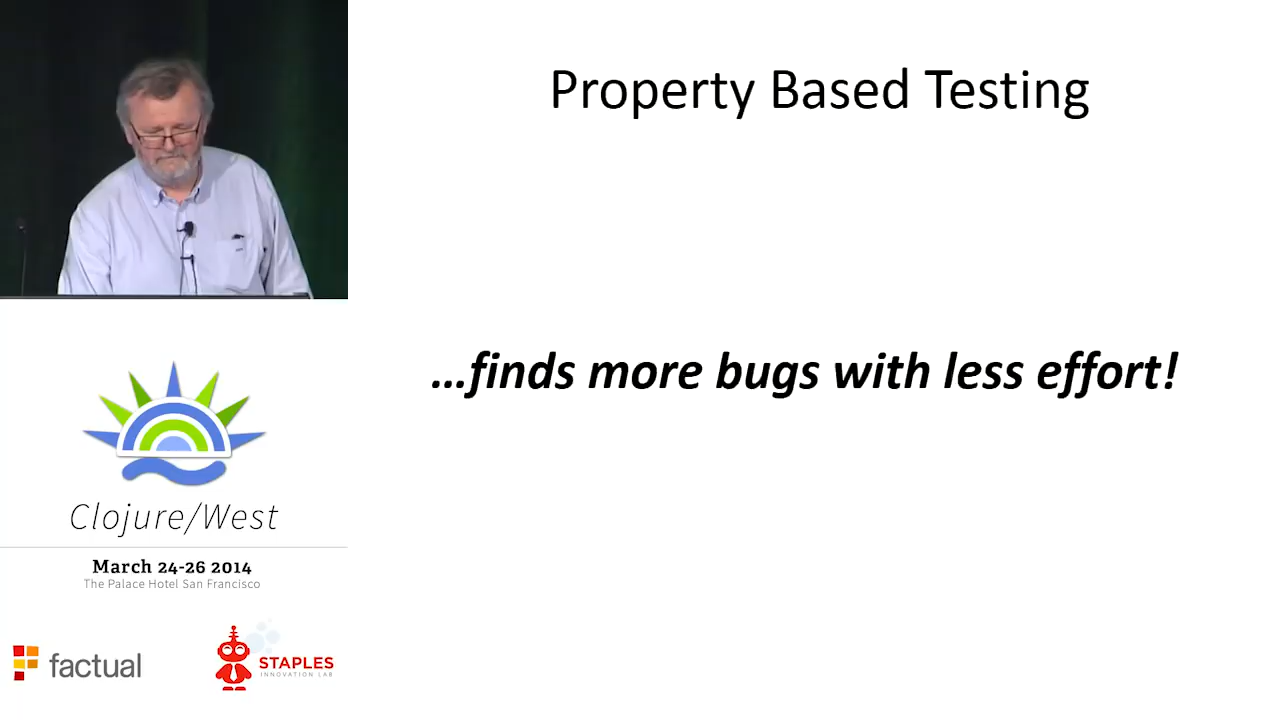 Property Based Testing
...finds more bugs with less effort!
Clojure/West
March 24-26 2014
The Palace Hotel San Francisco
factual
STAPLES
INNOVATION LAB